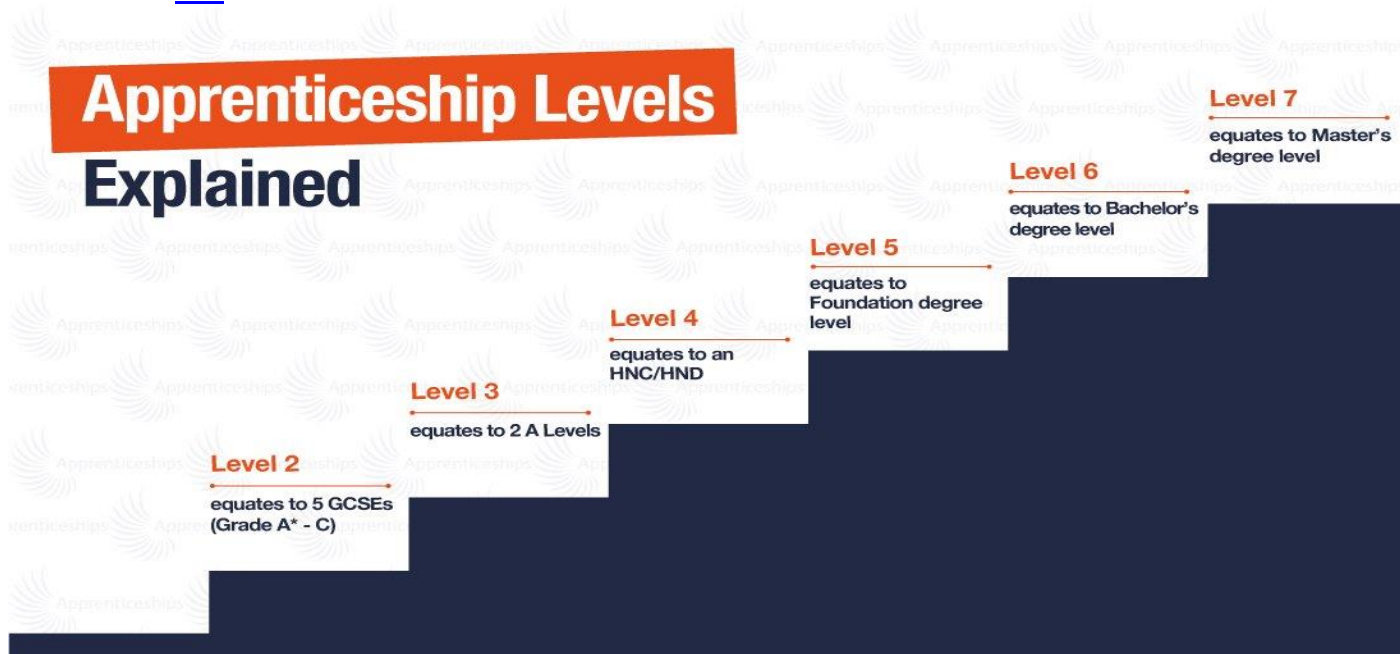 Apprenticeship Levels
Explained
Level 2
equates to 5 GCSEs
(Grade A* - C)
Level 3
equates to 2 A Levels
Level 4
equates to an
HNC/HND
Level 5
equates to
Foundation degree
level
Level 6
equates to Bachelor's
degree level
Level 7
equates to Master's
degree level